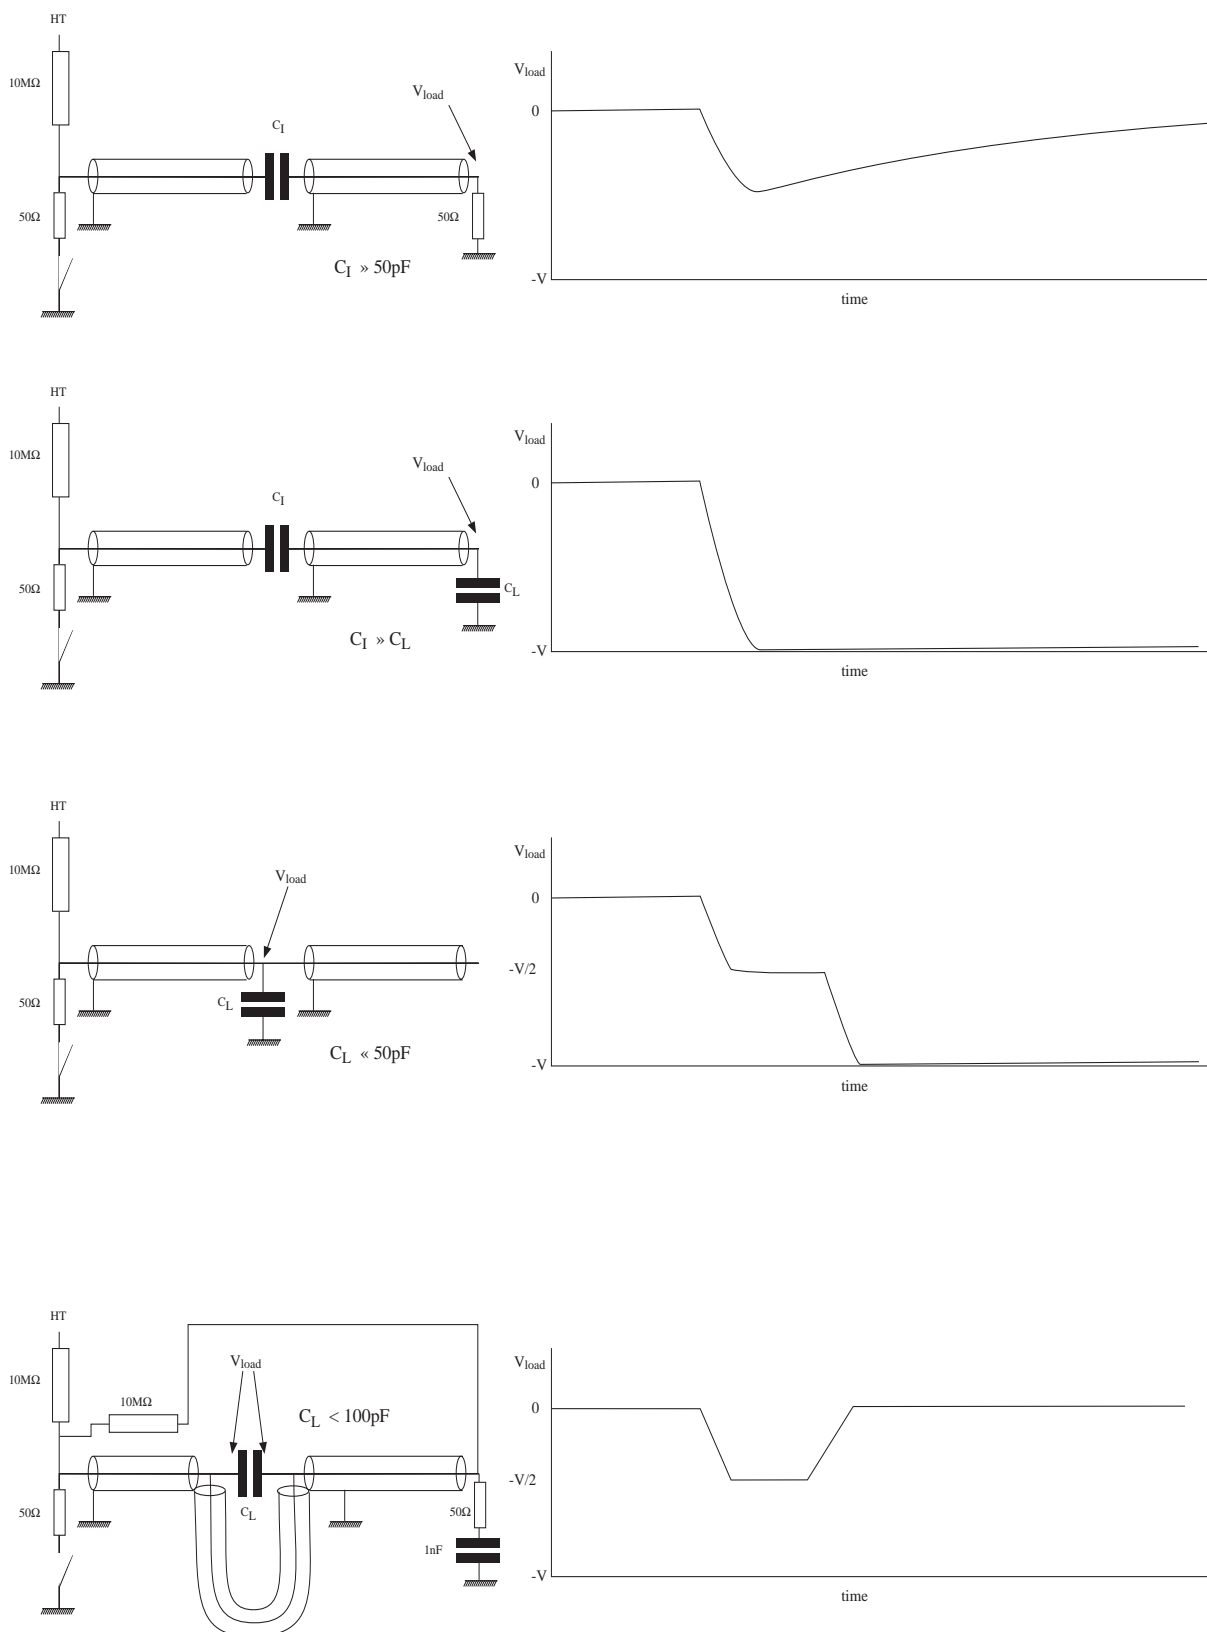 HT
10MΩ
V_load
C_I
50Ω
50Ω
C_I » 50pF
V_load
0
-V
time
HT
10MΩ
V_load
C_I
50Ω
C_L
C_I » C_L
V_load
0
-V
time
HT
10MΩ
V_load
50Ω
C_L
C_L « 50pF
V_load
0
-V/2
-V
time
HT
10MΩ
V_load
10MΩ
C_L < 100pF
50Ω
C_L
50Ω
1nF
V_load
0
-V/2
-V
time